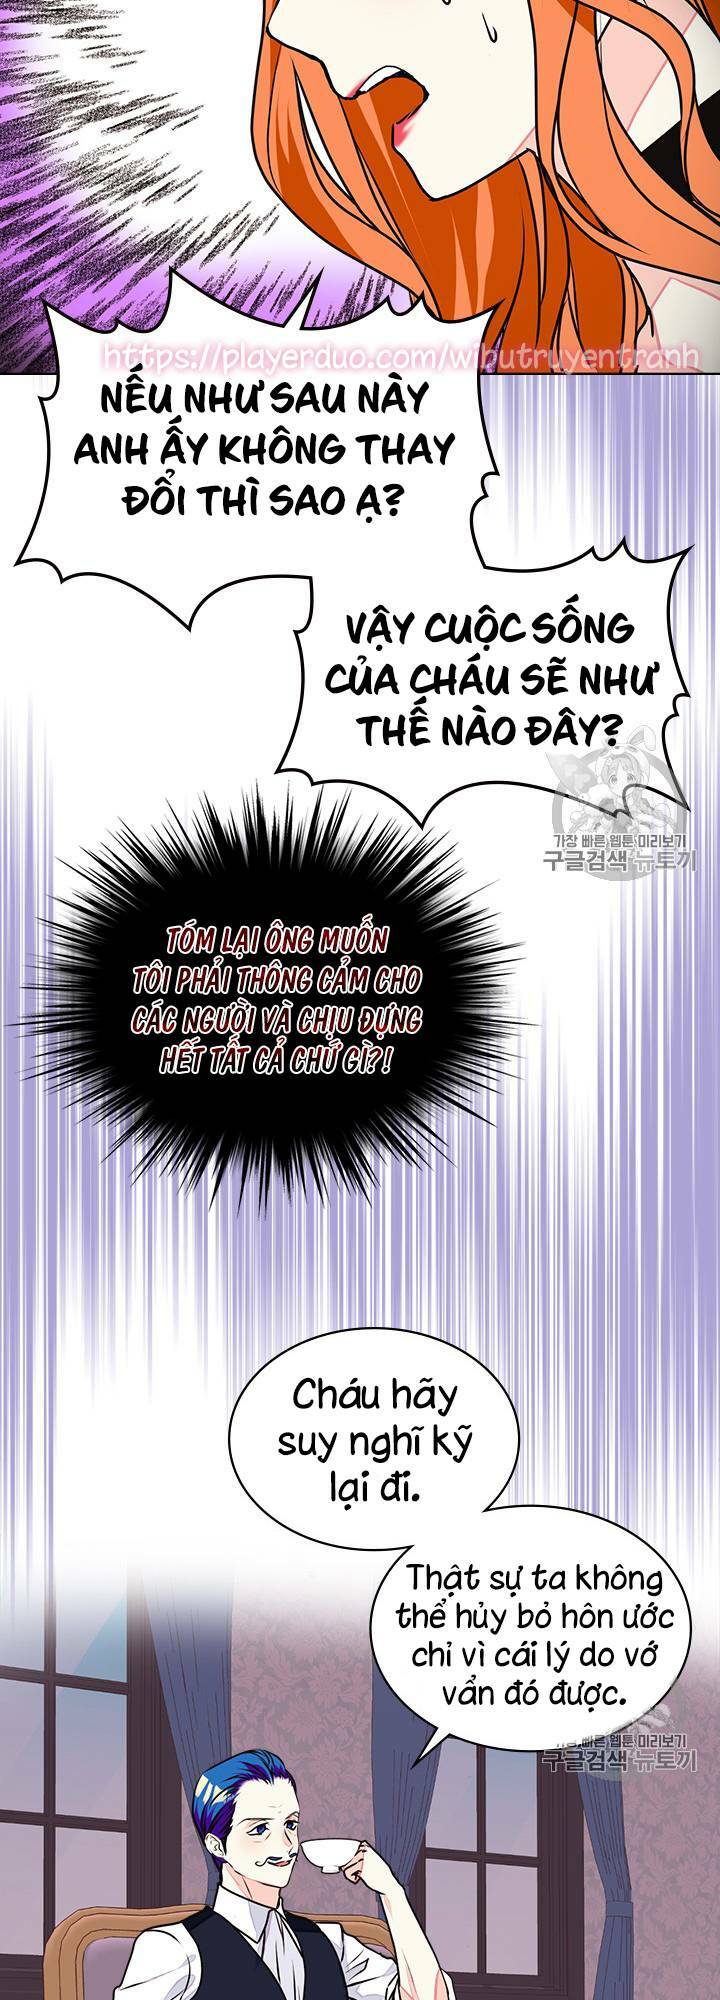 https://playerduo.com/wibutruyentranh
NẾU NHƯ SAU NÀY
ANH ẤY KHÔNG THAY
ĐỔI THÌ SAO Ạ?
VẬY CUỘC SỐNG
CỦA CHÁU SẼ NHƯ
THẾ NÀO ĐÂY?
가장 빠른 웹툰 미리보기
구글검색 뉴토끼
TÓM LẠI ÔNG MUỐN
TÔI PHẢI THÔNG CẢM CHO
CÁC NGƯỜI VÀ CHỊU ĐỰNG
HẾT TẤT CẢ CHỨ GÌ?!
Cháu hãy
suy nghĩ kỹ
lại đi.
Thật sự ta không
thể hủy bỏ hôn ước
chỉ vì cái lý do vớ
vẩn đó được.
가장 빠른 웹툰 미리보기
구글검색 뉴토끼